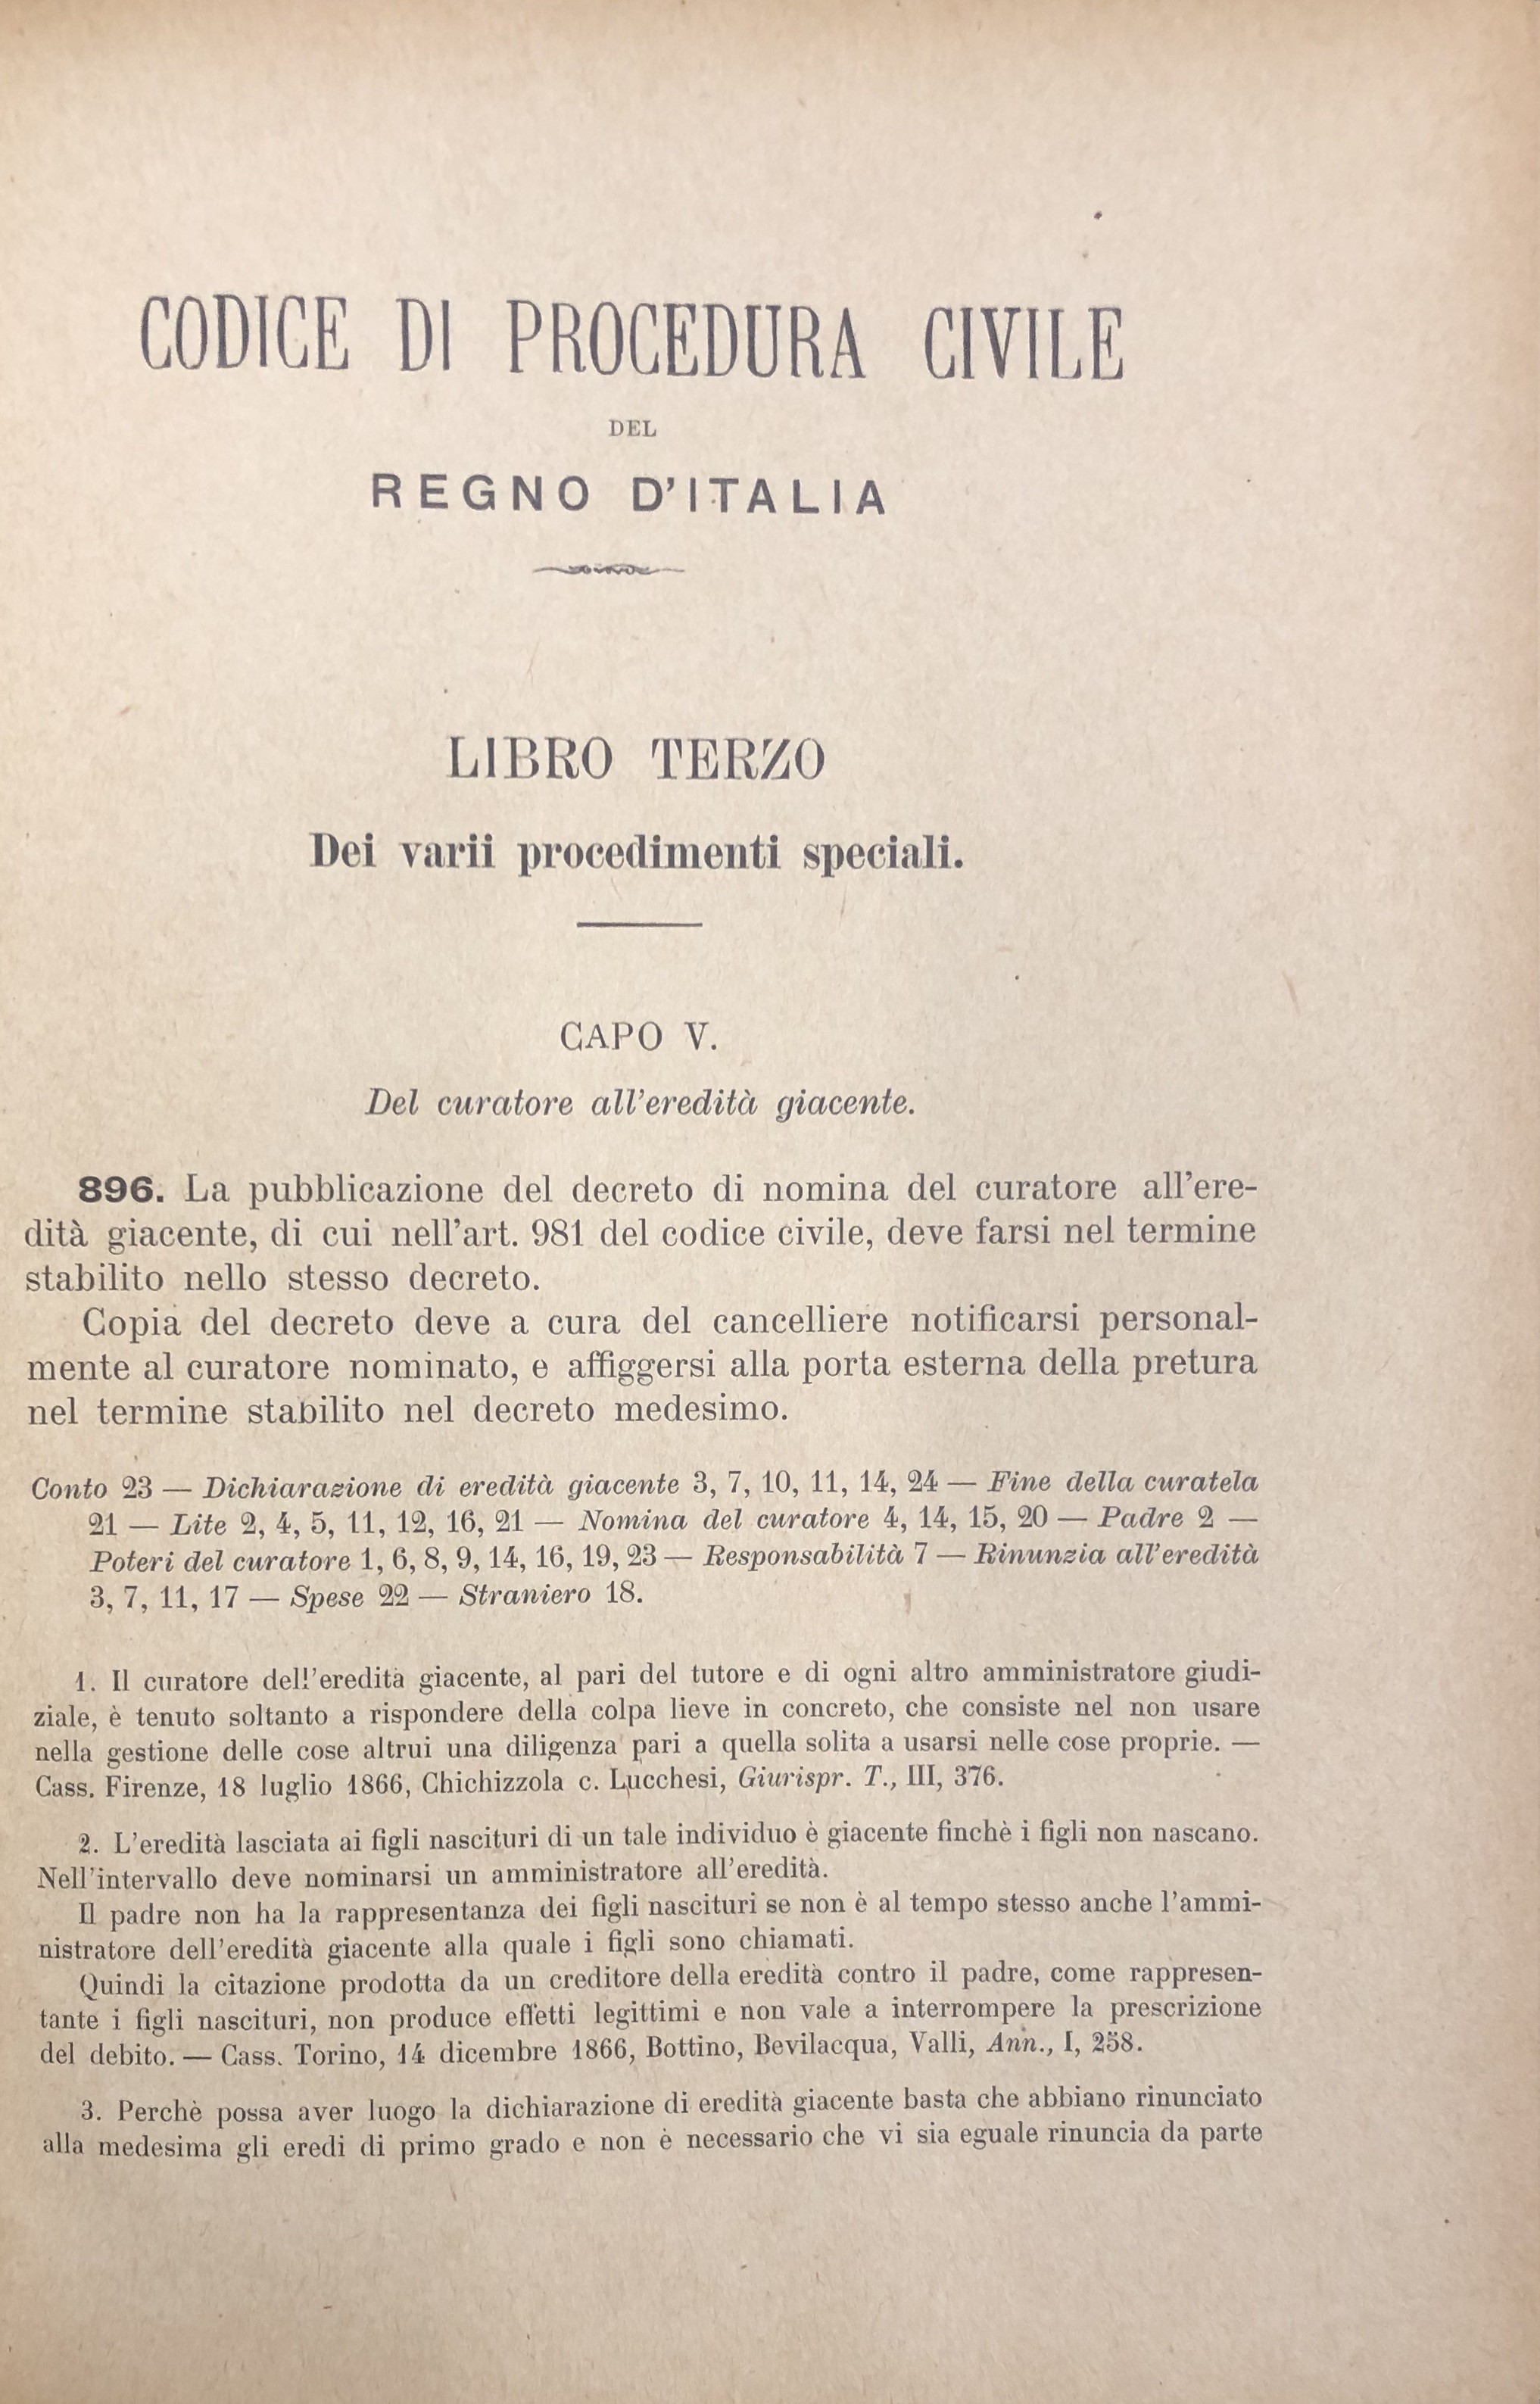 CODICE DI PROCEDURA CIVILE
DEL
REGNO D'ITALIA
LIBRO TERZO
Dei varii procedimenti speciali.
CAPO V.
Del curatore all'eredità giacente.
896. La pubblicazione del decreto di nomina del curatore all'ere-
dità giacente, di cui nell'art. 981 del codice civile, deve farsi nel termine
stabilito nello stesso decreto.
Copia del decreto deve a cura del cancelliere notificarsi personal-
mente al curatore nominato, e affiggersi alla porta esterna della pretura
nel termine stabilito nel decreto medesimo.
Conto 23 — Dichiarazione di eredità giacente 3, 7, 10, 11, 14, 24 — Fine della curatela
21 — Lite 2, 4, 5, 11, 12, 16, 21 — Nomina del curatore 4, 14, 15, 20 — Padre 2 —
Poteri del curatore 1, 6, 8, 9, 14, 16, 19, 23 — Responsabilità 7 — Rinunzia all'eredità
3, 7, 11, 17 — Spese 22 — Straniero 18.
1. Il curatore dell'eredità giacente, al pari del tutore e di ogni altro amministratore giudi-
ziale, è tenuto soltanto a rispondere della colpa lieve in concreto, che consiste nel non usare
nella gestione delle cose altrui una diligenza pari a quella solita a usarsi nelle cose proprie. —
Cass. Firenze, 18 luglio 1866, Chichizzola c. Lucchesi, Giurispr. T., III, 376.
2. L'eredità lasciata ai figli nascituri di un tale individuo è giacente finchè i figli non nascano.
Nell'intervallo deve nominarsi un amministratore all'eredità.
Il padre non ha la rappresentanza dei figli nascituri se non è al tempo stesso anche l'ammi-
nistratore dell'eredità giacente alla quale i figli sono chiamati.
Quindi la citazione prodotta da un creditore della eredità contro il padre, come rappresen-
tante i figli nascituri, non produce effetti legittimi e non vale a interrompere la prescrizione
del debito. — Cass. Torino, 14 dicembre 1866, Bottino, Bevilacqua, Valli, Ann., I, 258.
3. Perchè possa aver luogo la dichiarazione di eredità giacente basta che abbiano rinunciato
alla medesima gli eredi di primo grado e non è necessario che vi sia eguale rinuncia da parte